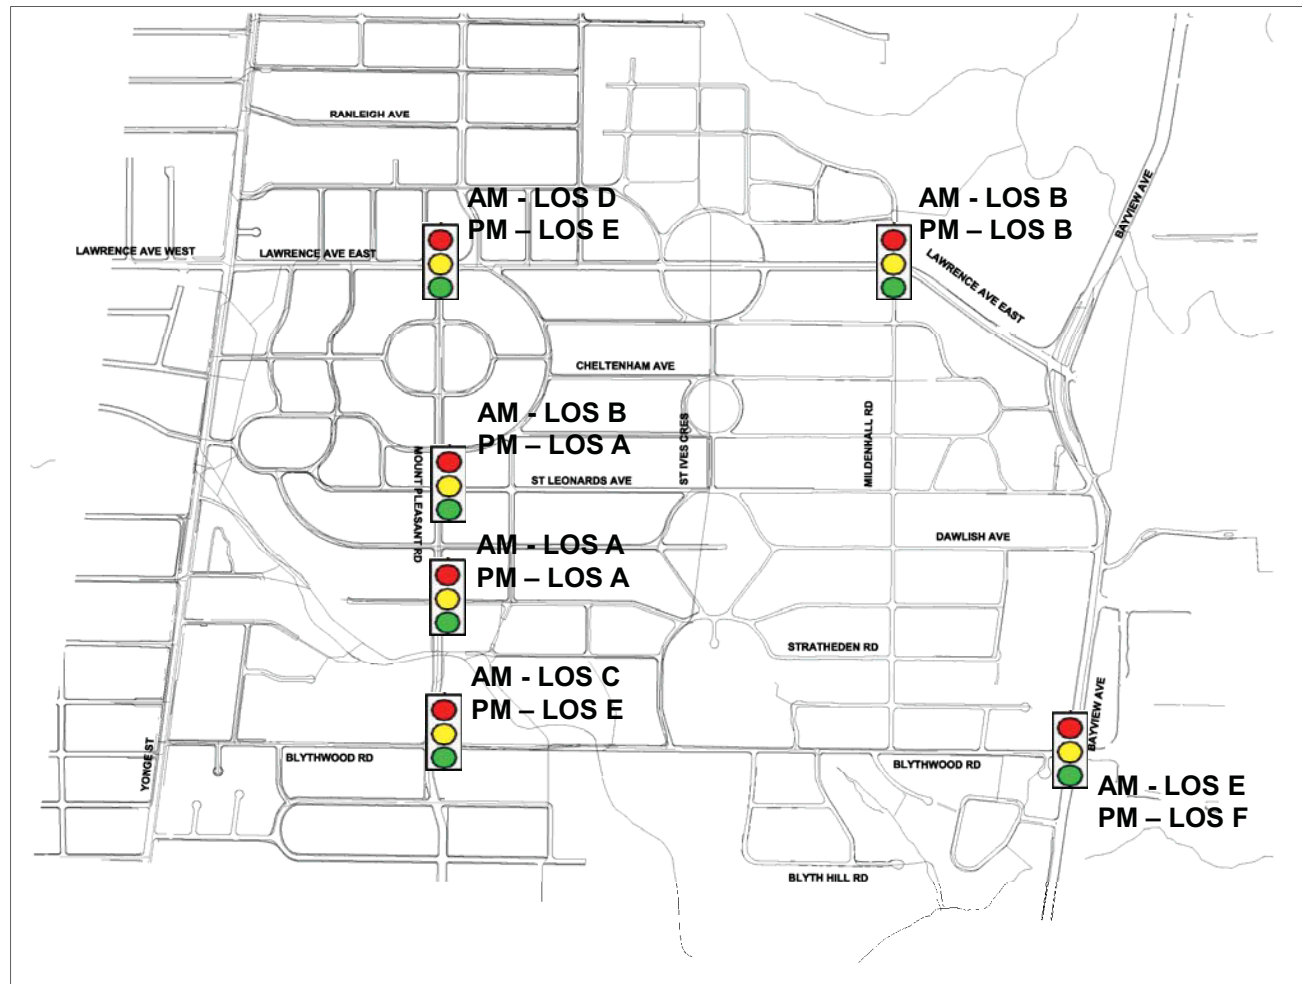 RANLEIGH AVE
AM - LOS D
PM – LOS E
AM - LOS B
PM – LOS B
BAYVIEW AVE
LAWRENCE AVE WEST
LAWRENCE AVE EAST
LAWRENCE AVE EAST
CHELTENHAM AVE
AM - LOS B
PM – LOS A
ST IVES CRES
MILDENHALL RD
MOUNT PLEASANT RD
ST LEONARDS AVE
DAWLISH AVE
AM - LOS A
PM – LOS A
STRATHEDEN RD
AM - LOS C
PM – LOS E
BAYVIEW AVE
YONGE ST
BLYTHWOOD RD
BLYTHWOOD RD
AM - LOS E
PM – LOS F
BLYTH HILL RD